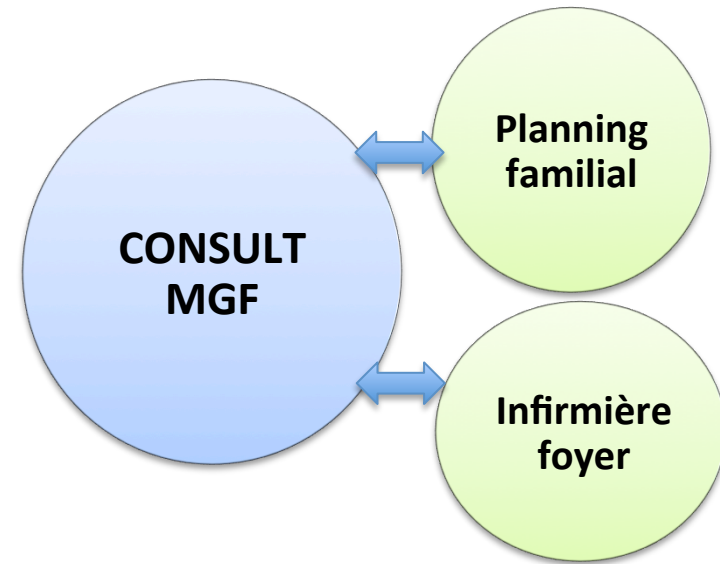 CONSULT
MGF
Planning
familial
Infirmière
foyer